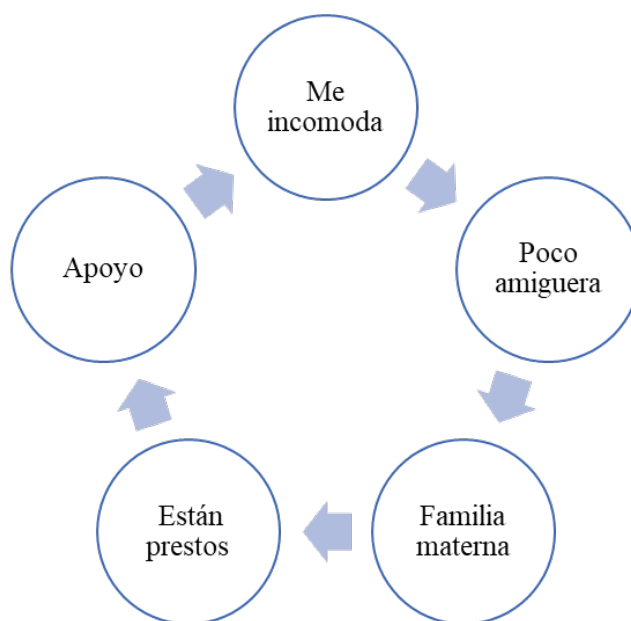 Me
incomoda
Poco
amiguera
Familia
materna
Están
prestos
Apoyo